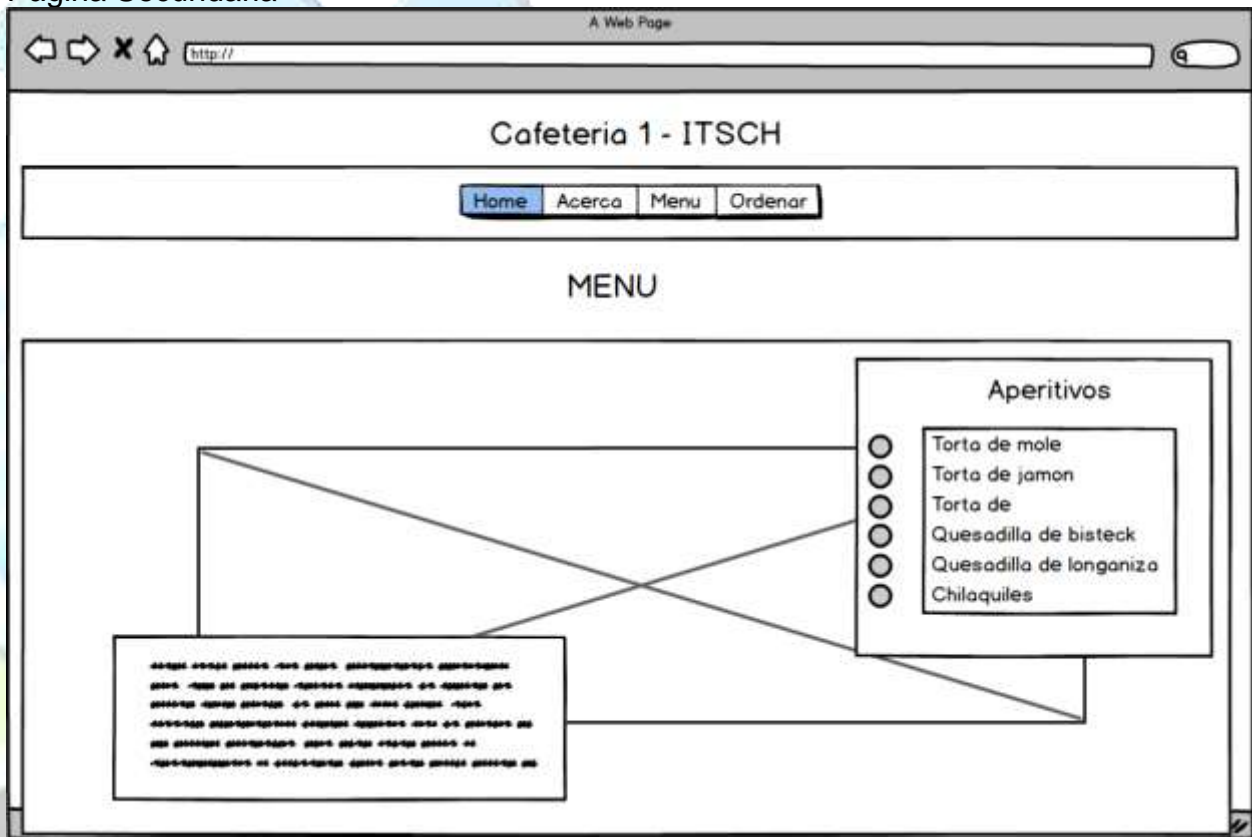 Página Secundaria
A Web Page
http://
Cafeteria 1 - ITSCH
Home Acerca Menu Ordenar
MENU
Aperitivos
Torta de mole
Torta de jamon
Torta de
Quesadilla de bisteck
Quesadilla de longaniza
Chilaquiles